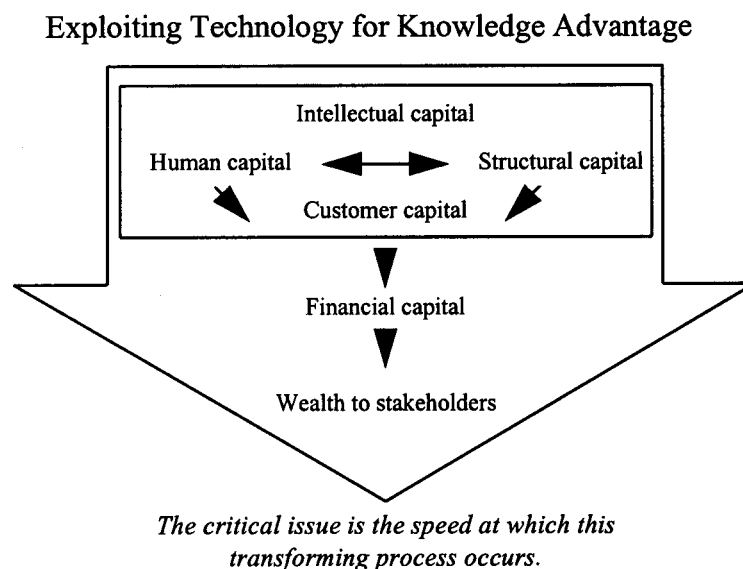 Exploiting Technology for Knowledge Advantage
Intellectual capital
Human capital
Structural capital
Customer capital
Financial capital
Wealth to stakeholders
The critical issue is the speed at which this
transforming process occurs.